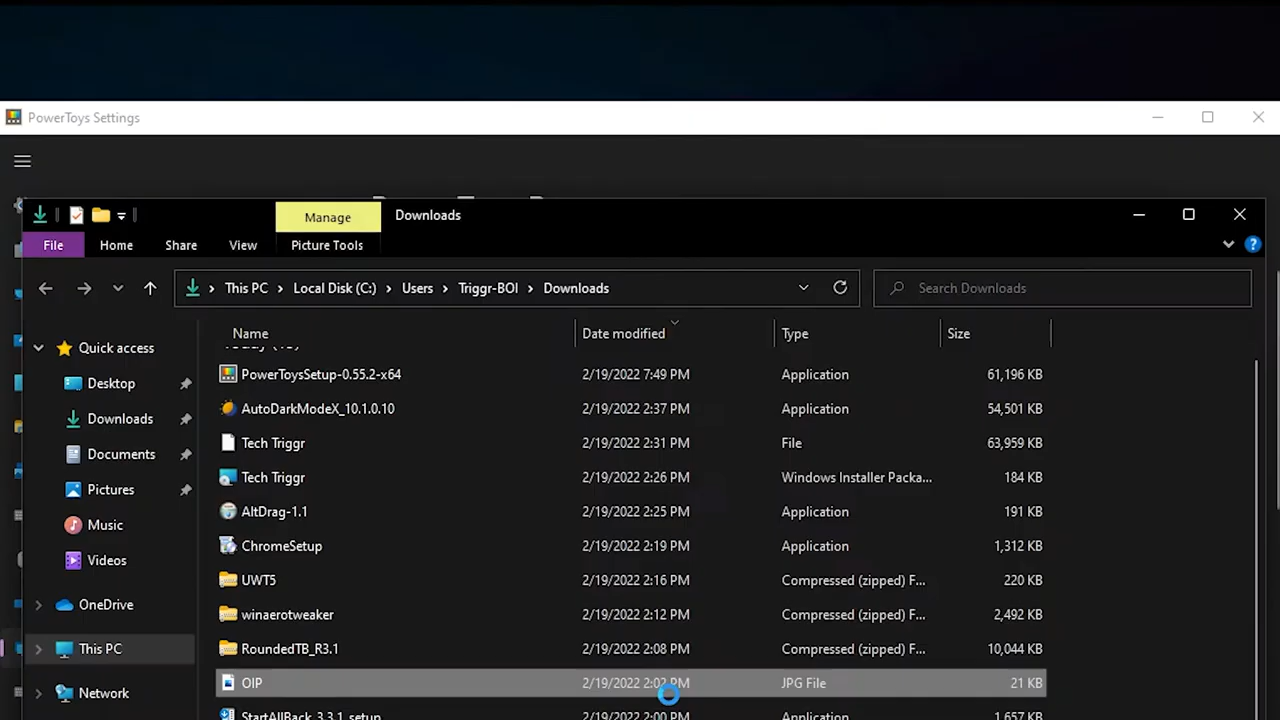 PowerToys Settings
Manage Downloads
File Home Share View Picture Tools
This PC Local Disk (C:) Users Triggr-BOI Downloads Search Downloads
Name Date modified Type Size
Quick access
Desktop
Downloads
Documents
Pictures
Music
Videos
OneDrive
This PC
Network
PowerToysSetup-0.55.2-x64 2/19/2022 7:49 PM Application 61,196 KB
AutoDarkModeX_10.1.0.10 2/19/2022 2:37 PM Application 54,501 KB
Tech Triggr 2/19/2022 2:31 PM File 63,959 KB
Tech Triggr 2/19/2022 2:26 PM Windows Installer Packa... 184 KB
AltDrag-1.1 2/19/2022 2:25 PM Application 191 KB
ChromeSetup 2/19/2022 2:19 PM Application 1,312 KB
UWT5 2/19/2022 2:16 PM Compressed (zipped) F... 220 KB
winaerotweaker 2/19/2022 2:12 PM Compressed (zipped) F... 2,492 KB
RoundedTB_R3.1 2/19/2022 2:08 PM Compressed (zipped) F... 10,044 KB
OIP 2/19/2022 2:02 PM JPG File 21 KB
StartAllBack_3.3.1_setup 2/19/2022 2:00 PM Application 1,657 KB